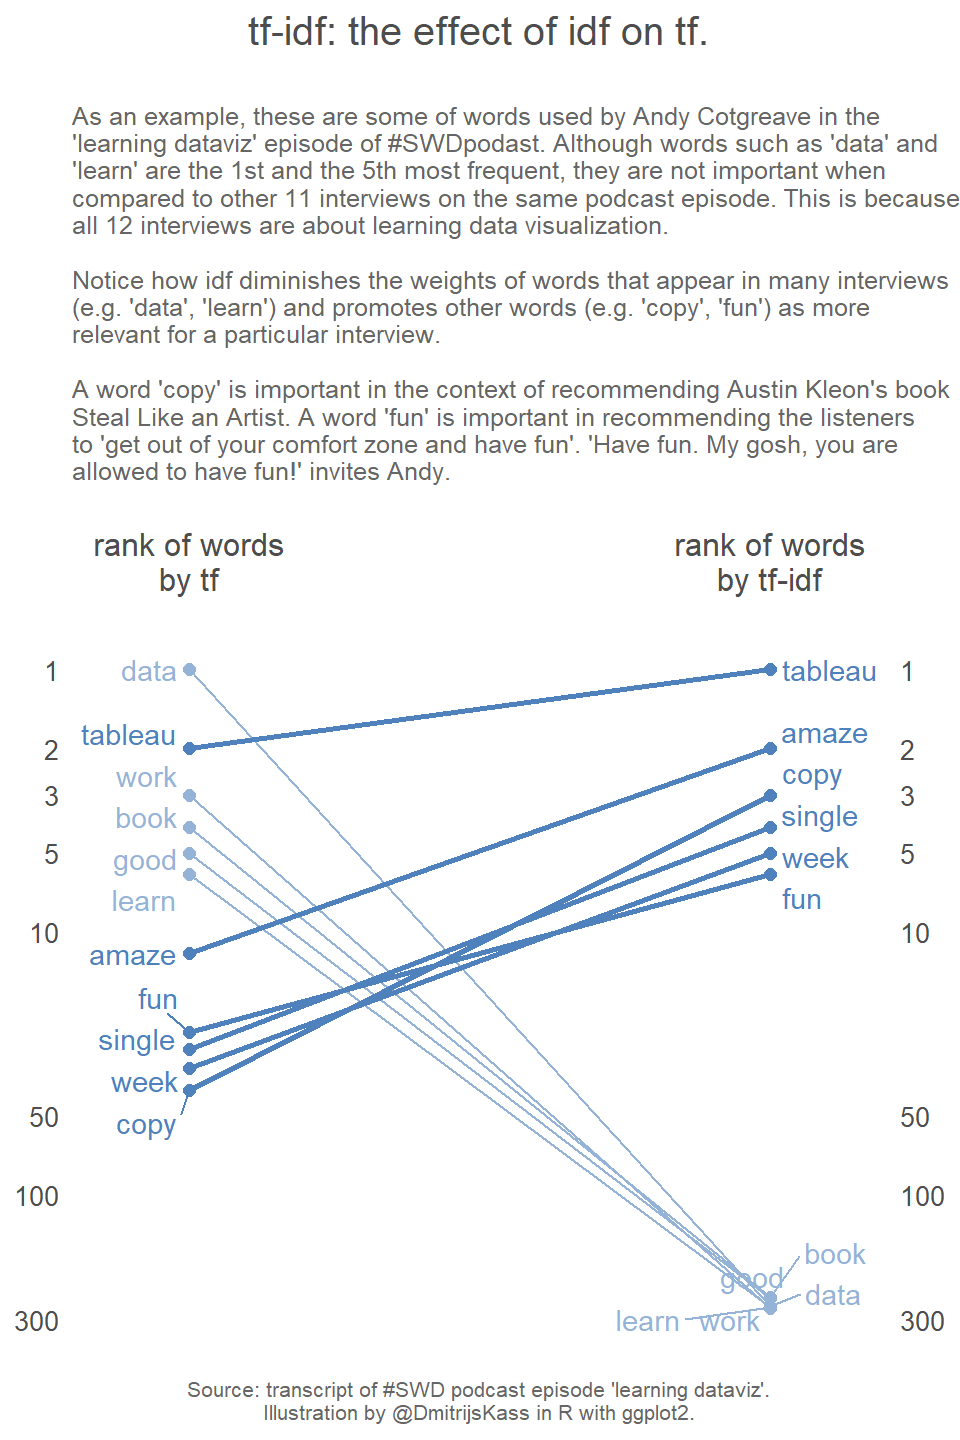 tf-idf: the effect of idf on tf.
As an example, these are some of words used by Andy Cotgreave in the
'learning dataviz' episode of #SWDpodast. Although words such as 'data' and
'learn' are the 1st and the 5th most frequent, they are not important when
compared to other 11 interviews on the same podcast episode. This is because
all 12 interviews are about learning data visualization.
Notice how idf diminishes the weights of words that appear in many interviews
(e.g. 'data', 'learn') and promotes other words (e.g. 'copy', 'fun') as more
relevant for a particular interview.
A word 'copy' is important in the context of recommending Austin Kleon's book
Steal Like an Artist. A word 'fun' is important in recommending the listeners
to 'get out of your comfort zone and have fun'. 'Have fun. My gosh, you are
allowed to have fun!' invites Andy.
rank of words
by tf
rank of words
by tf-idf
1 data tableau 1
2 tableau amaze 2
work copy
3 3
book single
5 good week 5
learn fun
10 10
amaze
fun
single
week
50 50
copy
100 100
book
good
data
300 learn work 300
Source: transcript of #SWD podcast episode 'learning dataviz'.
Illustration by @DmitrijsKass in R with ggplot2.